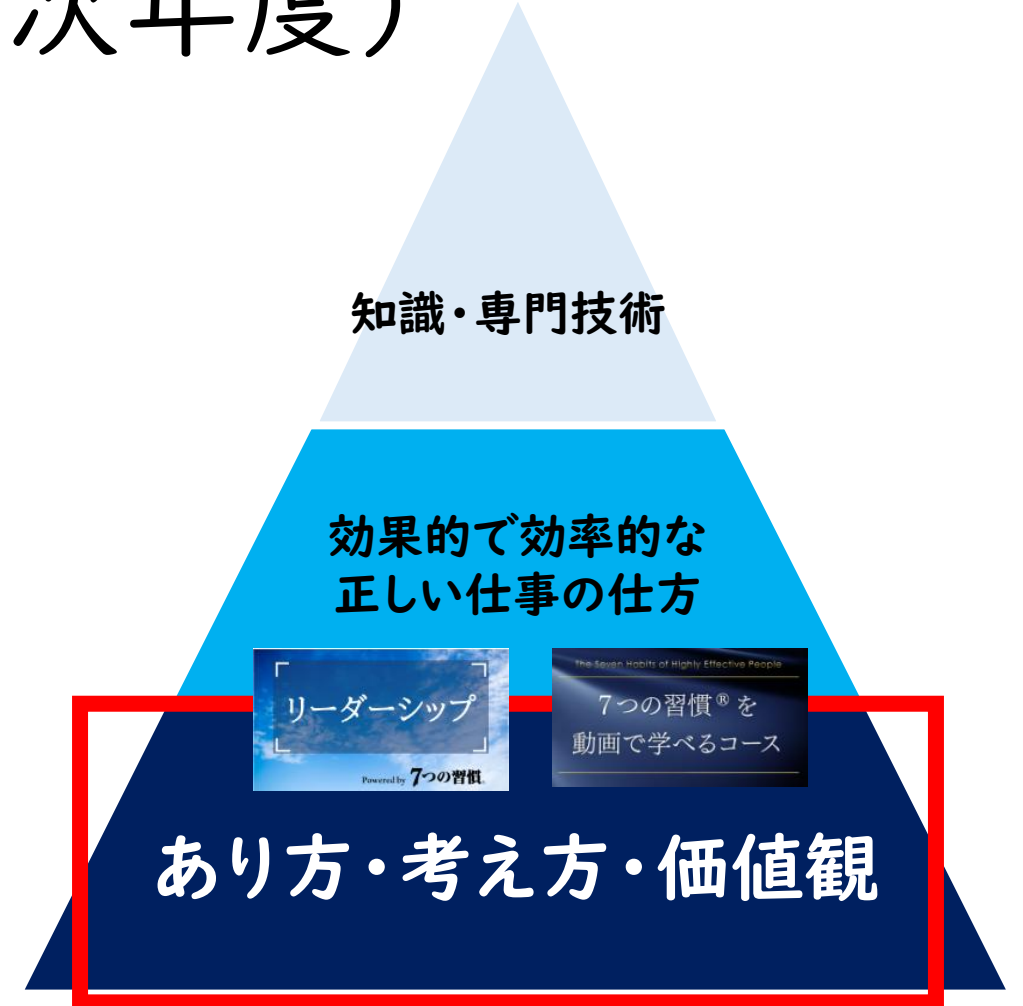 次年度）
知識・専門技術
効果的で効率的な
正しい仕事の仕方
リーダーシップ
Powered by 7つの習慣®
The Seven Habits of Highly Effective People
7つの習慣®を
動画で学べるコース
あり方・考え方・価値観